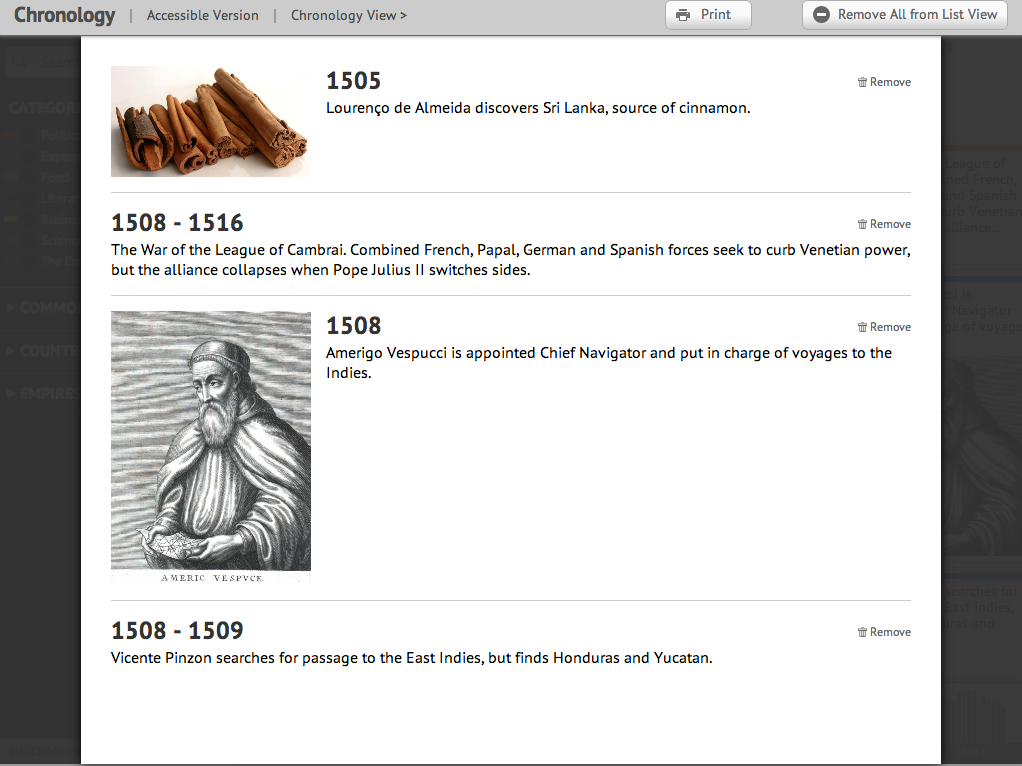 Chronology | Accessible Version | Chronology View > Print Remove All from List View
1505
Remove
Lourenço de Almeida discovers Sri Lanka, source of cinnamon.
1508 - 1516
Remove
The War of the League of Cambrai. Combined French, Papal, German and Spanish forces seek to curb Venetian power,
but the alliance collapses when Pope Julius II switches sides.
1508
Remove
Amerigo Vespucci is appointed Chief Navigator and put in charge of voyages to the
Indies.
AMERIC VESPVCE.
1508 - 1509
Remove
Vicente Pinzon searches for passage to the East Indies, but finds Honduras and Yucatan.